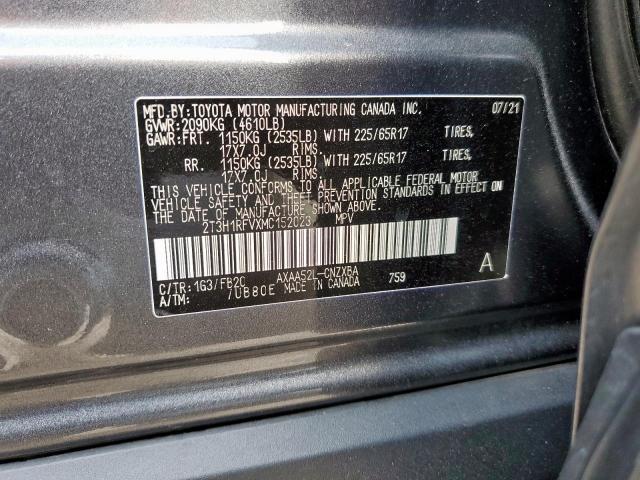 MFD.BY:TOYOTA MOTOR MANUFACTURING CANADA INC. 07/21
GVWR:2090KG (4610LB)
GAWR:FRT. 1150KG (2535LB) WITH 225/65R17 TIRES,
17X7.0J RIMS.
RR. 1150KG (2535LB) WITH 225/65R17 TIRES,
17X7.0J RIMS.
THIS VEHICLE CONFORMS TO ALL APPLICABLE FEDERAL MOTOR
VEHICLE SAFETY AND THEFT PREVENTION STANDARDS IN EFFECT ON
THE DATE OF MANUFACTURE SHOWN ABOVE.
2T3H1RFVXMC152023 MPV
A
C/TR:1G3/FB2C AXAA52L-CNZXBA 759
A/TM: /UB80E MADE IN CANADA